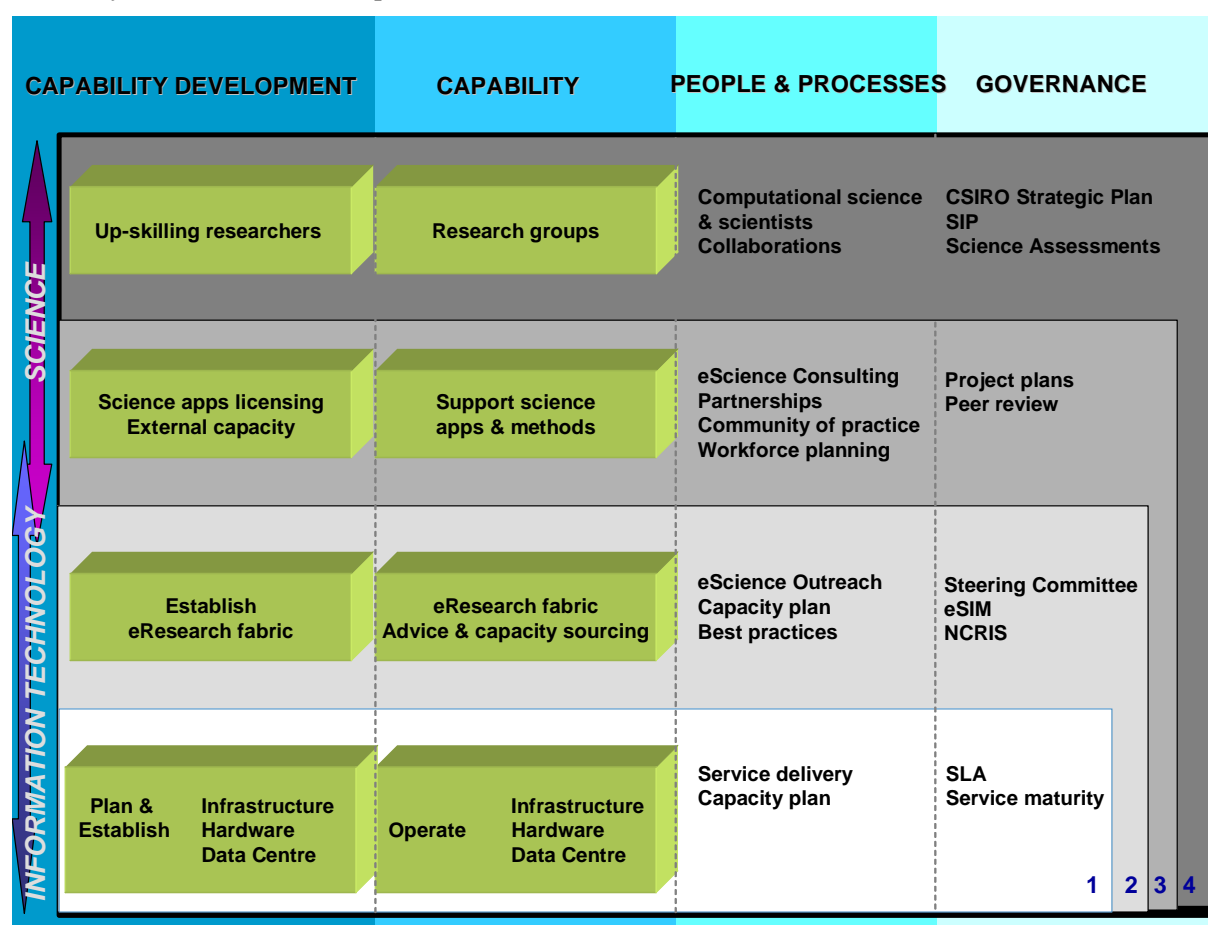 CAPABILITY DEVELOPMENT
CAPABILITY
PEOPLE & PROCESSES
GOVERNANCE
SCIENCE
INFORMATION TECHNOLOGY
Up-skilling researchers
Research groups
Computational science
& scientists
Collaborations
CSIRO Strategic Plan
SIP
Science Assessments
Science apps licensing
External capacity
Support science
apps & methods
eScience Consulting
Partnerships
Community of practice
Workforce planning
Project plans
Peer review
Establish
eResearch fabric
eResearch fabric
Advice & capacity sourcing
eScience Outreach
Capacity plan
Best practices
Steering Committee
eSIM
NCRIS
Plan &
Establish
Infrastructure
Hardware
Data Centre
Operate
Infrastructure
Hardware
Data Centre
Service delivery
Capacity plan
SLA
Service maturity
1 2 3 4